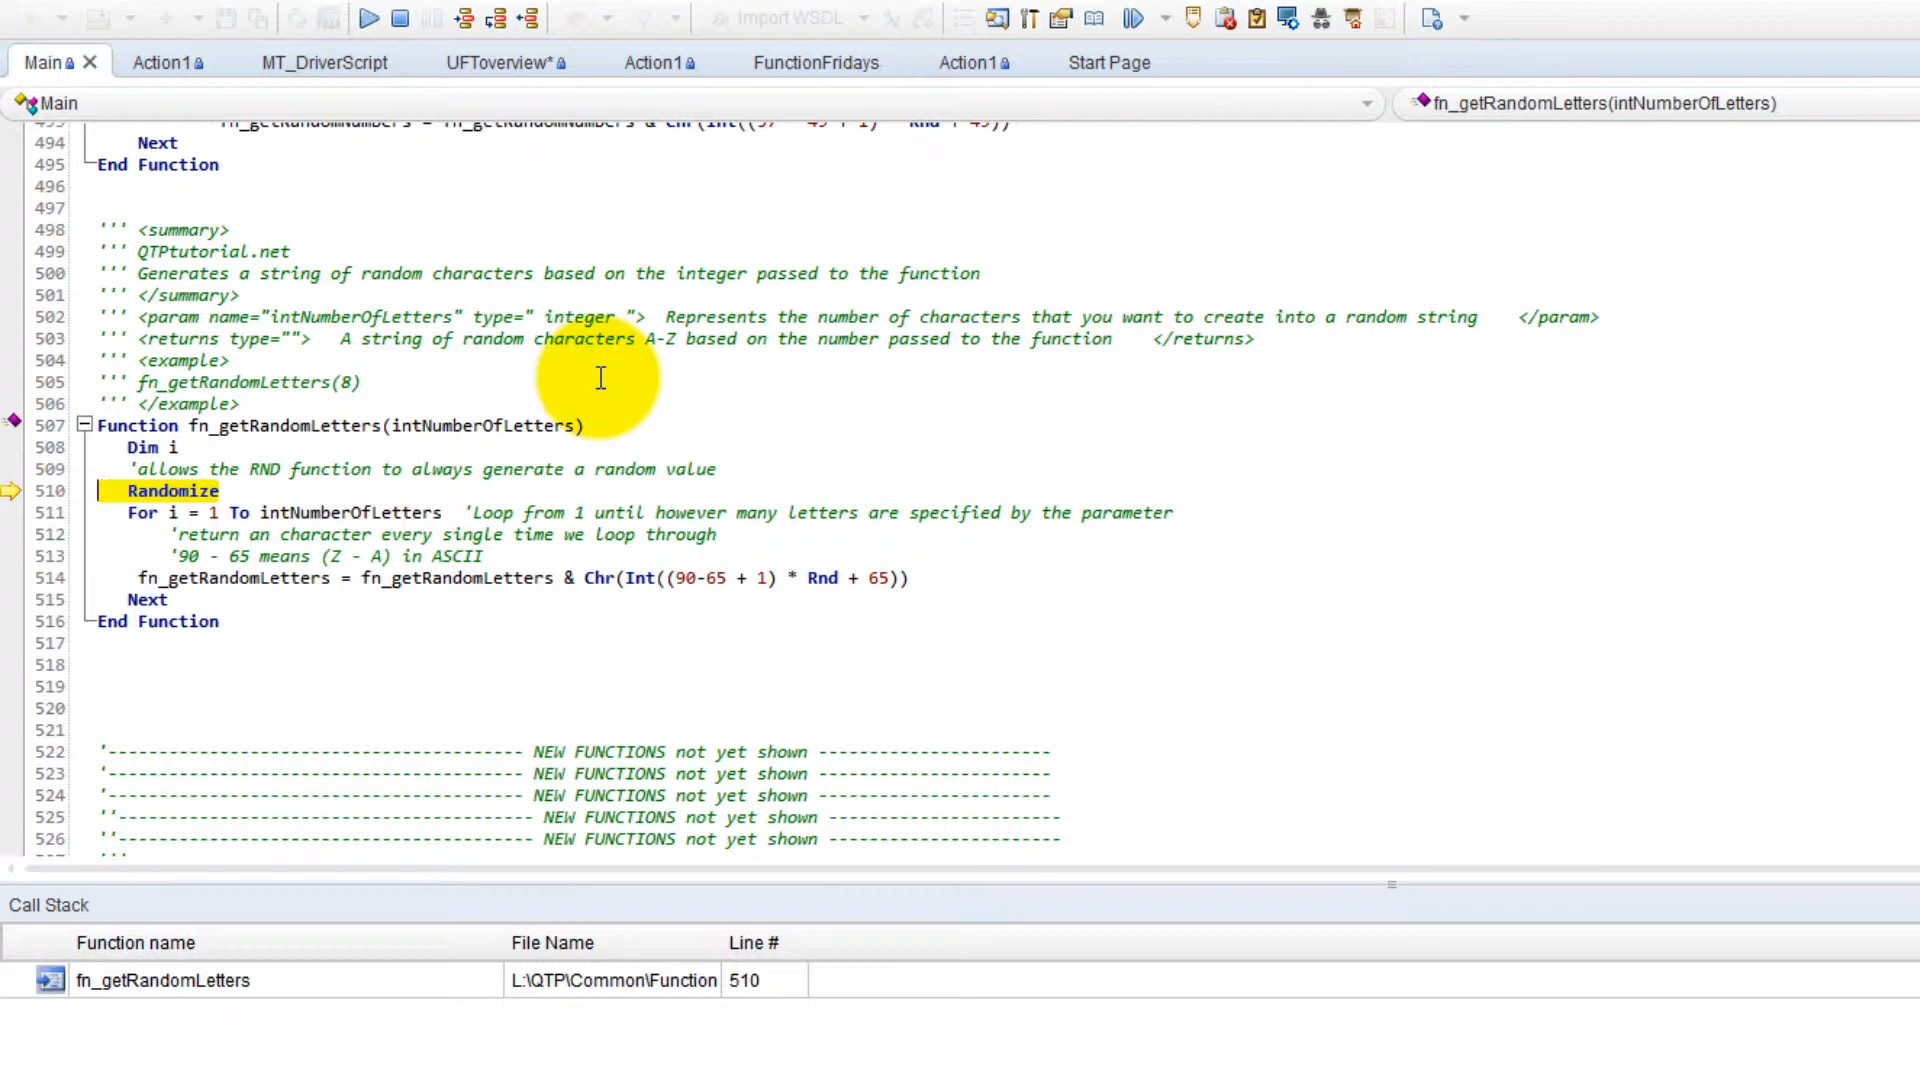 Import WSDL
Main
Action1
MT_DriverScript
UFToverview*
Action1
FunctionFridays
Action1
Start Page
Main
fn_getRandomLetters(intNumberOfLetters)
494 Next
495 End Function
496
497
498 ''' <summary>
499 ''' QTPtutorial.net
500 ''' Generates a string of random characters based on the integer passed to the function
501 ''' </summary>
502 ''' <param name="intNumberOfLetters" type=" integer "> Represents the number of characters that you want to create into a random string </param>
503 ''' <returns type=""> A string of random characters A-Z based on the number passed to the function </returns>
504 ''' <example>
505 ''' fn_getRandomLetters(8)
506 ''' </example>
507 Function fn_getRandomLetters(intNumberOfLetters)
508 Dim i
509 'allows the RND function to always generate a random value
510 Randomize
511 For i = 1 To intNumberOfLetters 'Loop from 1 until however many letters are specified by the parameter
512 'return an character every single time we loop through
513 '90 - 65 means (Z - A) in ASCII
514 fn_getRandomLetters = fn_getRandomLetters & Chr(Int((90-65 + 1) * Rnd + 65))
515 Next
516 End Function
517
518
519
520
521
522 '----------------------------------------- NEW FUNCTIONS not yet shown -----------------------
523 '----------------------------------------- NEW FUNCTIONS not yet shown -----------------------
524 '----------------------------------------- NEW FUNCTIONS not yet shown -----------------------
525 ''----------------------------------------- NEW FUNCTIONS not yet shown -----------------------
526 ''----------------------------------------- NEW FUNCTIONS not yet shown -----------------------
Call Stack
Function name File Name Line #
fn_getRandomLetters L:\QTP\Common\Function 510